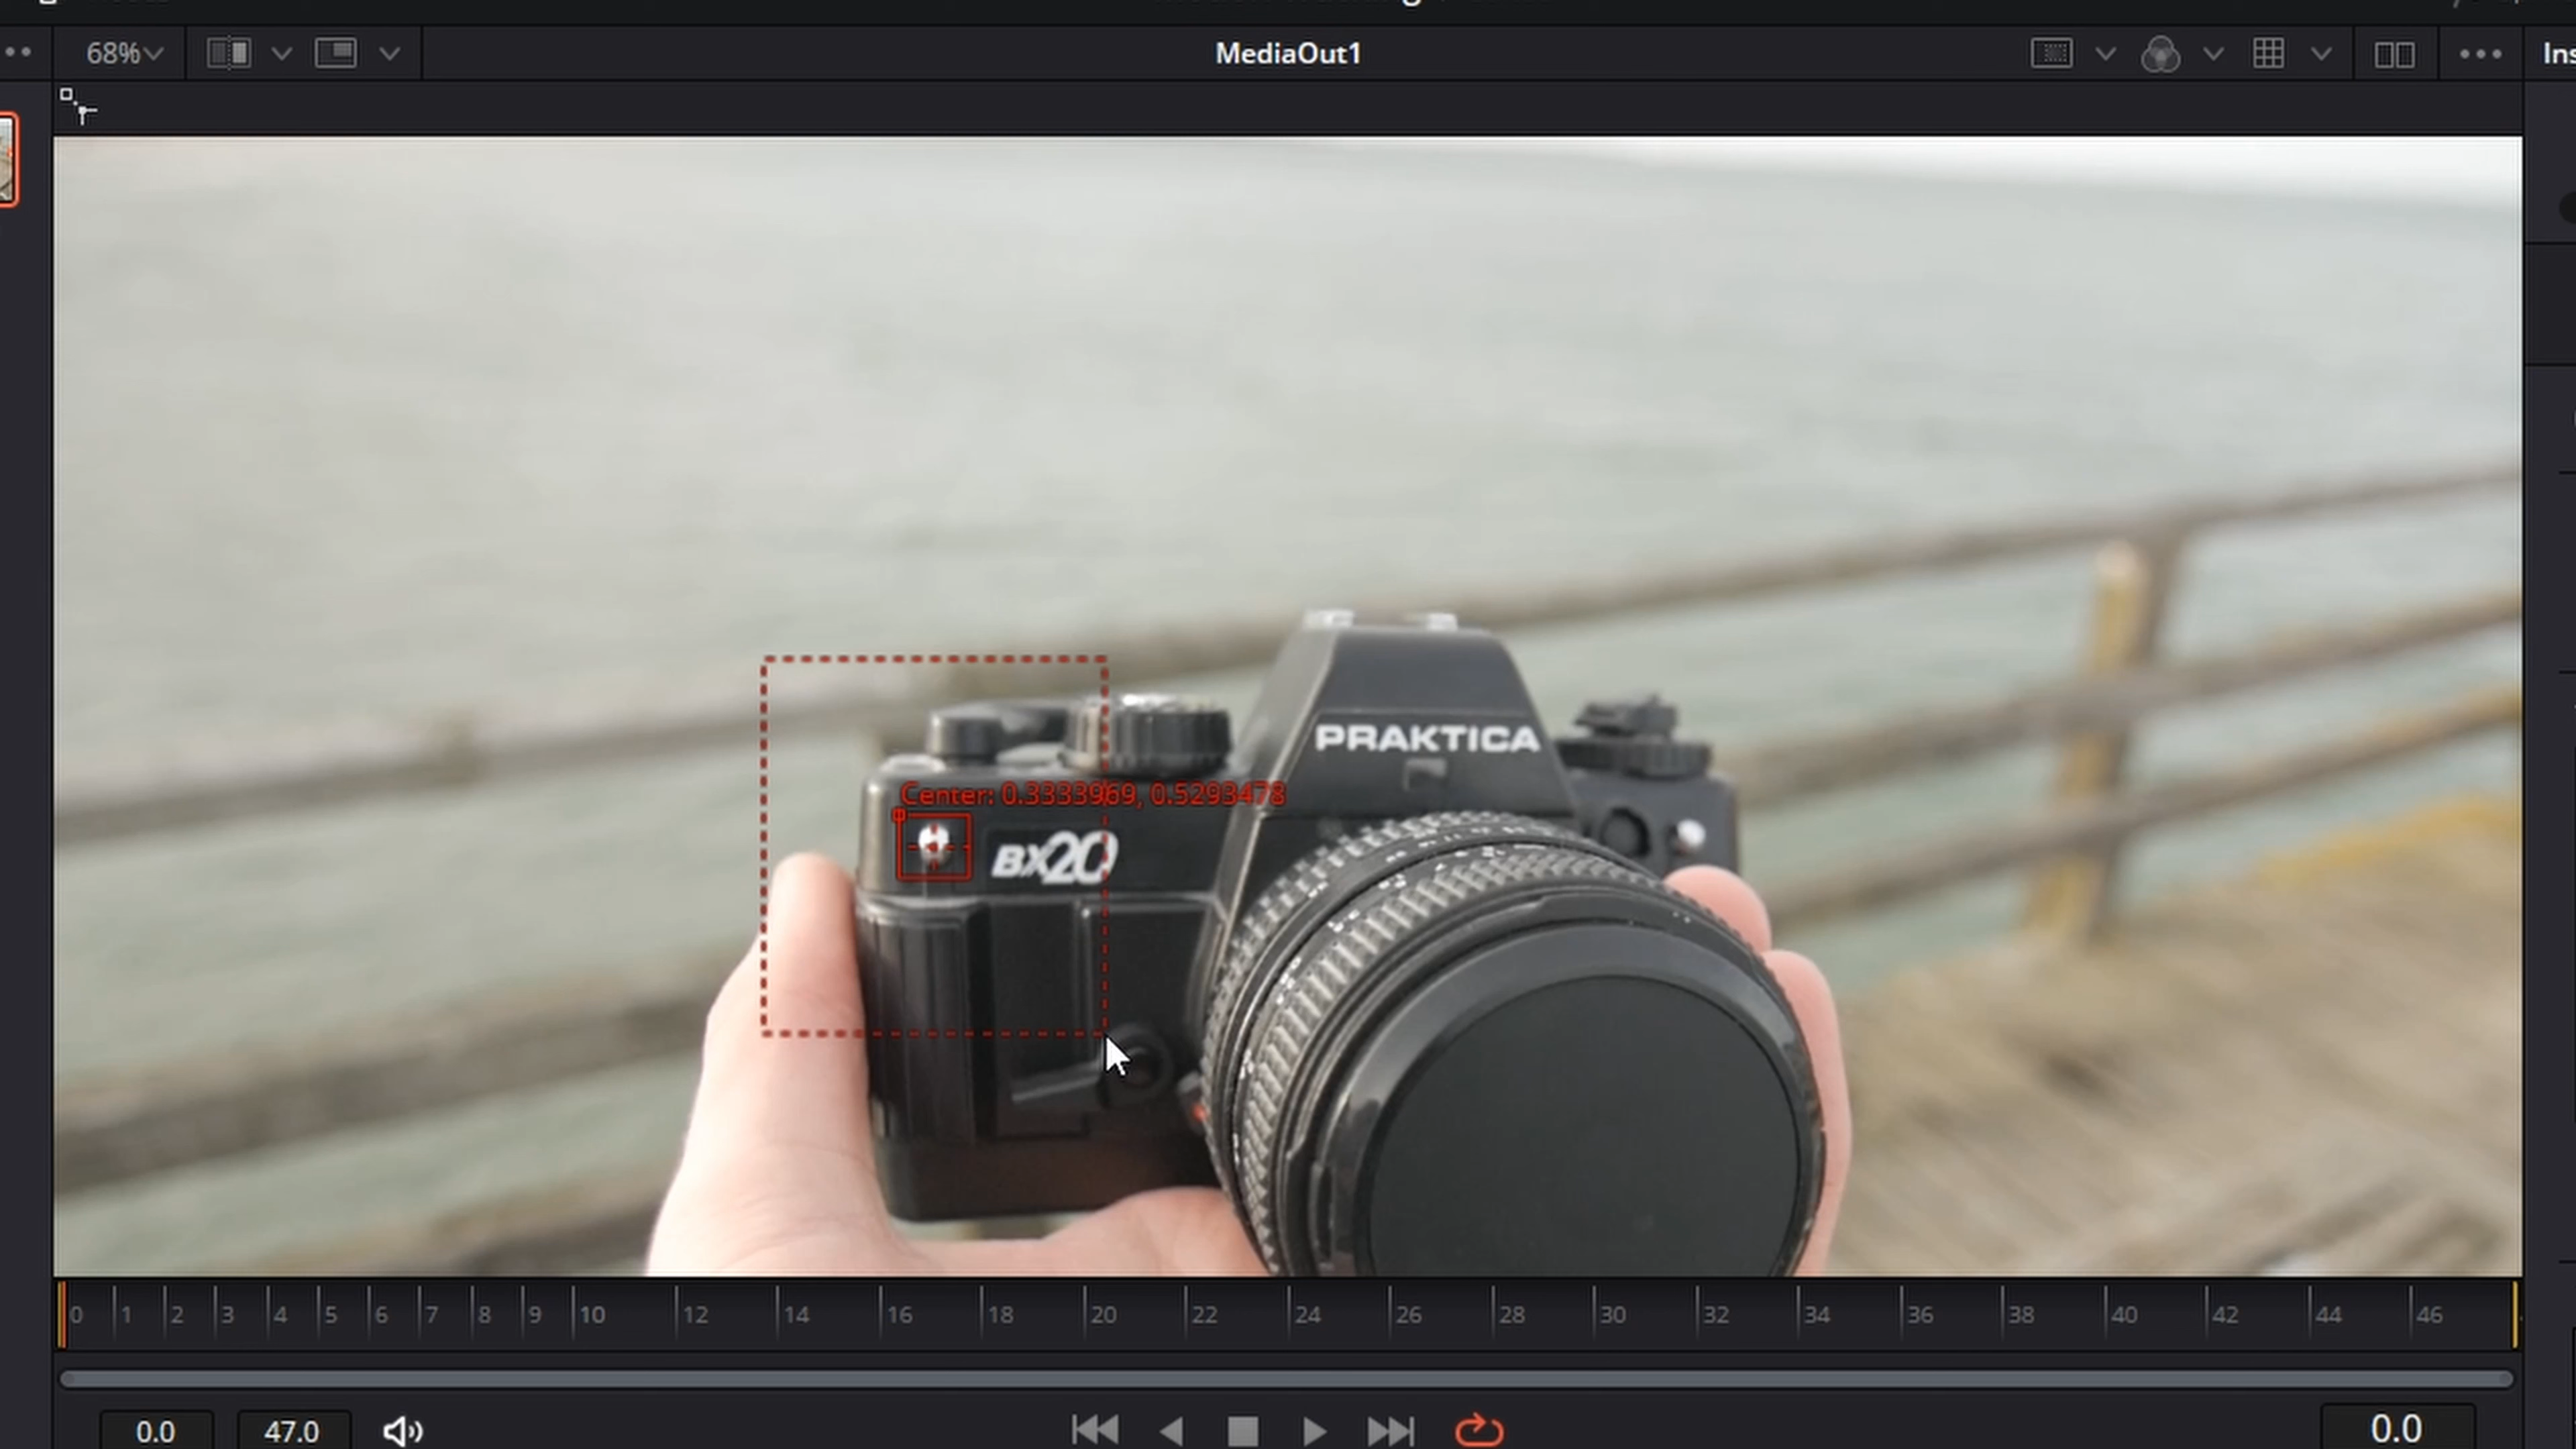 68%
MediaOut1
Ins
PRAKTICA
Center: 0.3333969, 0.5293478
BX20
0 1 2 3 4 5 6 7 8 9 10 12 14 16 18 20 22 24 26 28 30 32 34 36 38 40 42 44 46
0.0 47.0 0.0